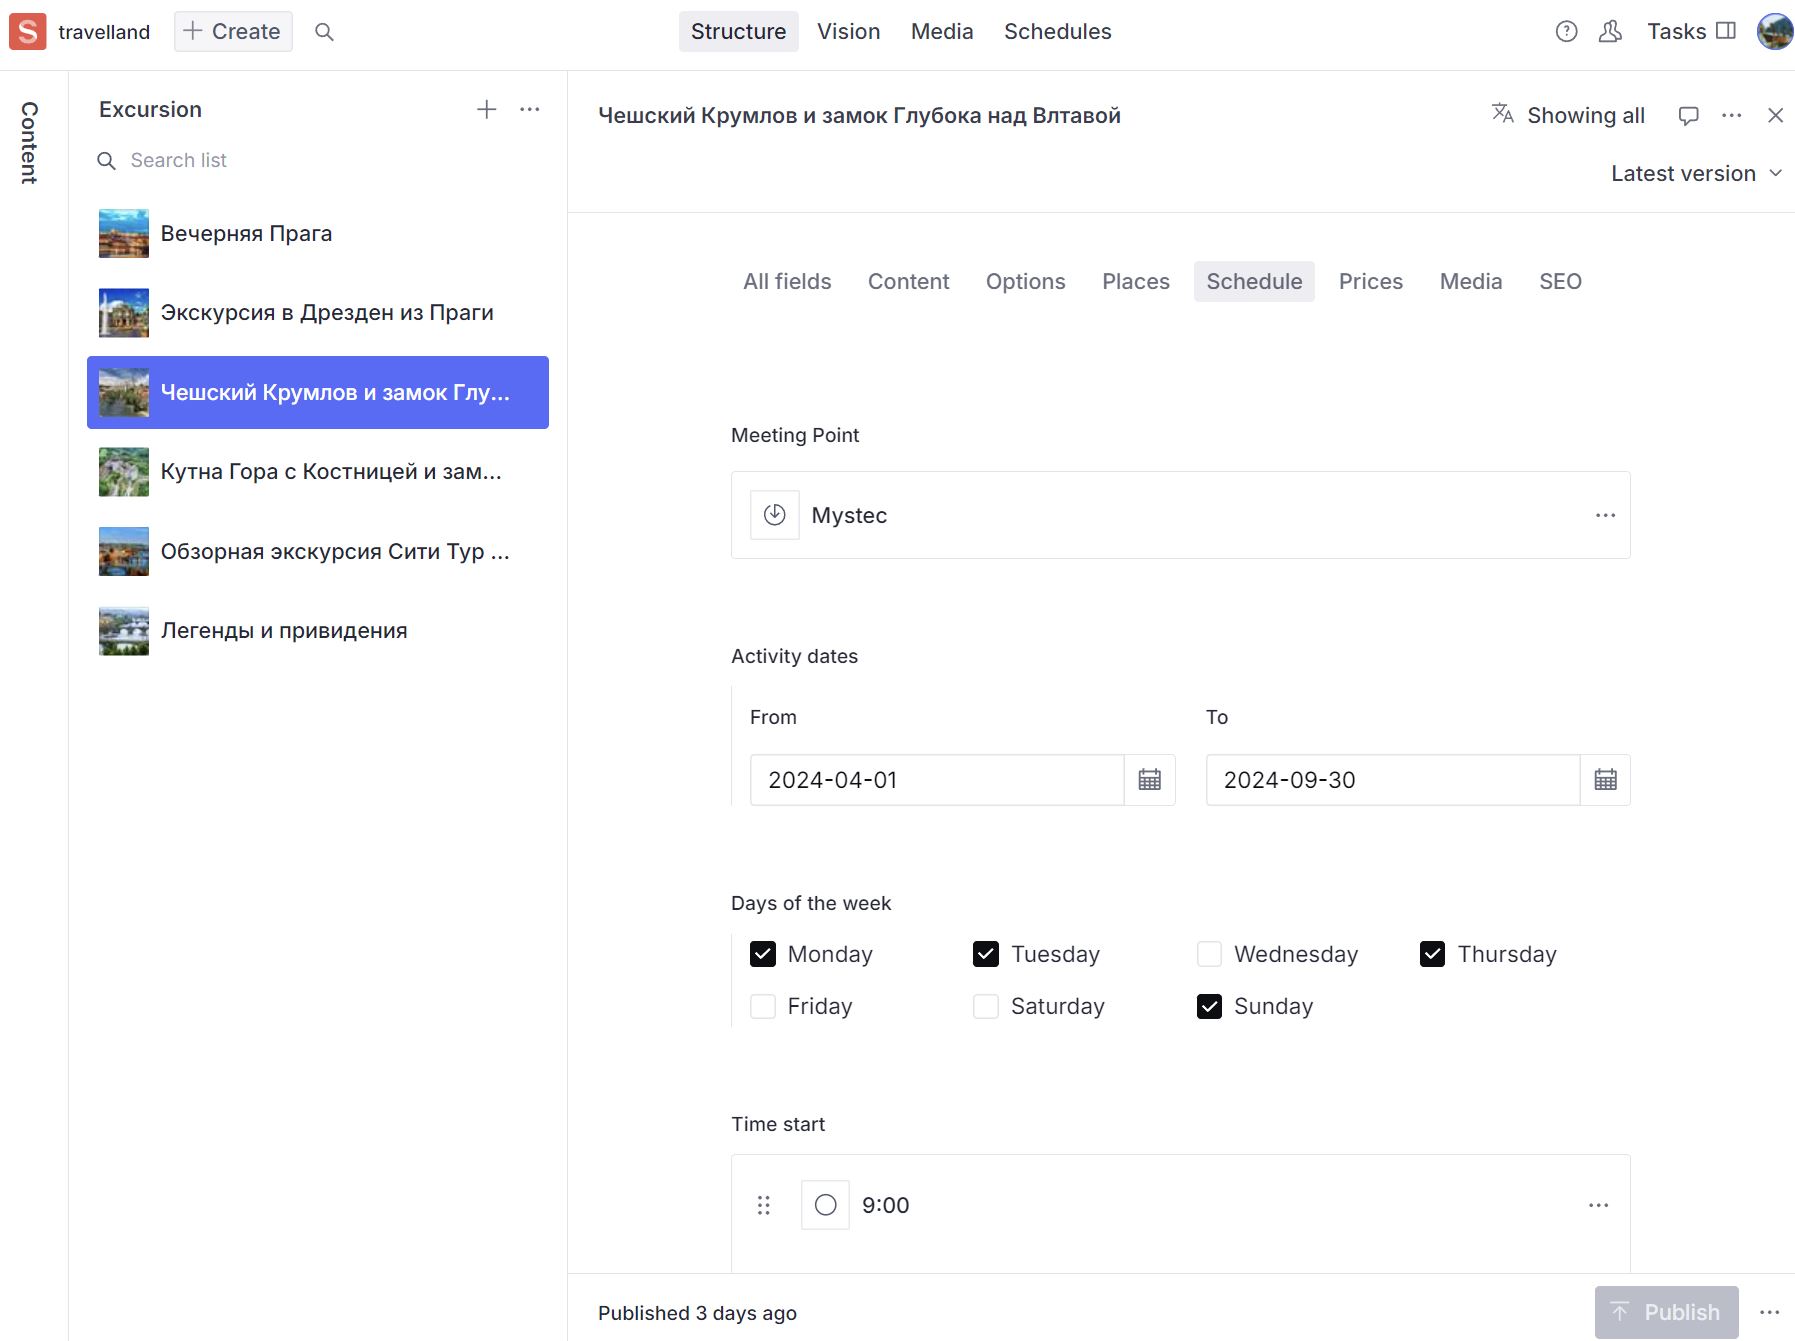 S travelland + Create Structure Vision Media Schedules ? Tasks
Content
Excursion
Search list
Вечерняя Прага
Экскурсия в Дрезден из Праги
Чешский Крумлов и замок Глу...
Кутна Гора с Костницей и зам...
Обзорная экскурсия Сити Тур ...
Легенды и привидения
Чешский Крумлов и замок Глубока над Влтавой Showing all
Latest version
All fields Content Options Places Schedule Prices Media SEO
Meeting Point
Mystec
Activity dates
From To
2024-04-01 2024-09-30
Days of the week
Monday Tuesday Wednesday Thursday
Friday Saturday Sunday
Time start
9:00
Published 3 days ago Publish